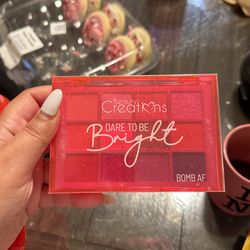 Beauty
Creations
DARE TO BE
Bright
BOMB AF